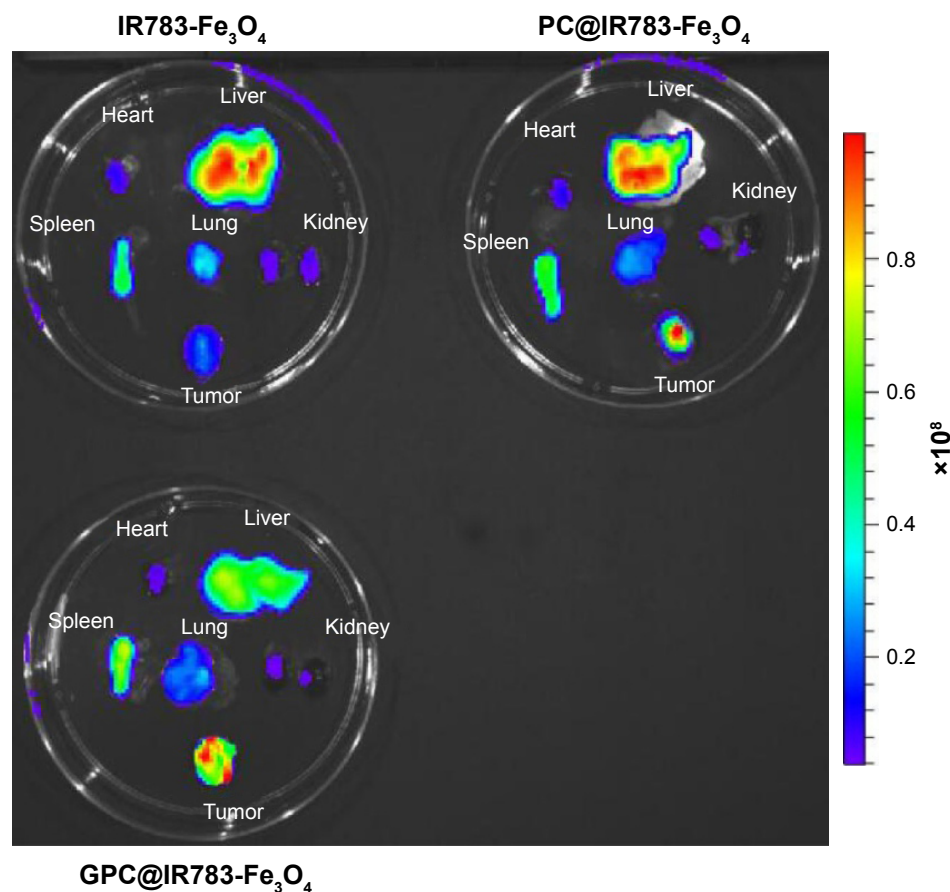 IR783-Fe₃O₄
PC@IR783-Fe₃O₄
Heart
Liver
Spleen
Lung
Kidney
Tumor
Heart
Liver
Kidney
Spleen
Lung
Tumor
0.8
0.6
0.4
0.2
×10⁸
Heart
Liver
Spleen
Lung
Kidney
Tumor
GPC@IR783-Fe₃O₄